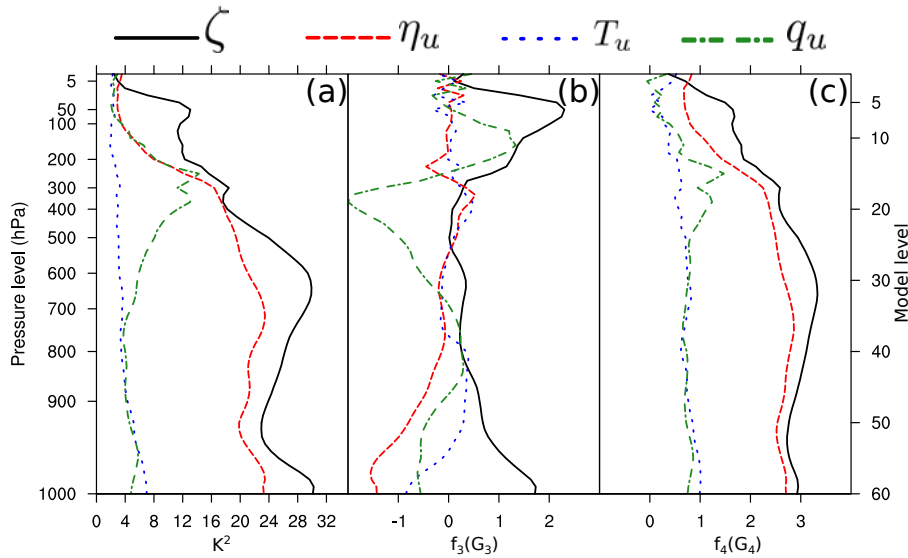 ζ η_u T_u q_u
(a) (b) (c)
Pressure level (hPa)
5
50
100
200
300
400
500
600
700
800
900
1000
0 4 8 12 16 20 24 28 32
K²
-1 0 1 2
f₃(G₃)
0 1 2 3
f₄(G₄)
5
10
20
30
40
50
60
Model level